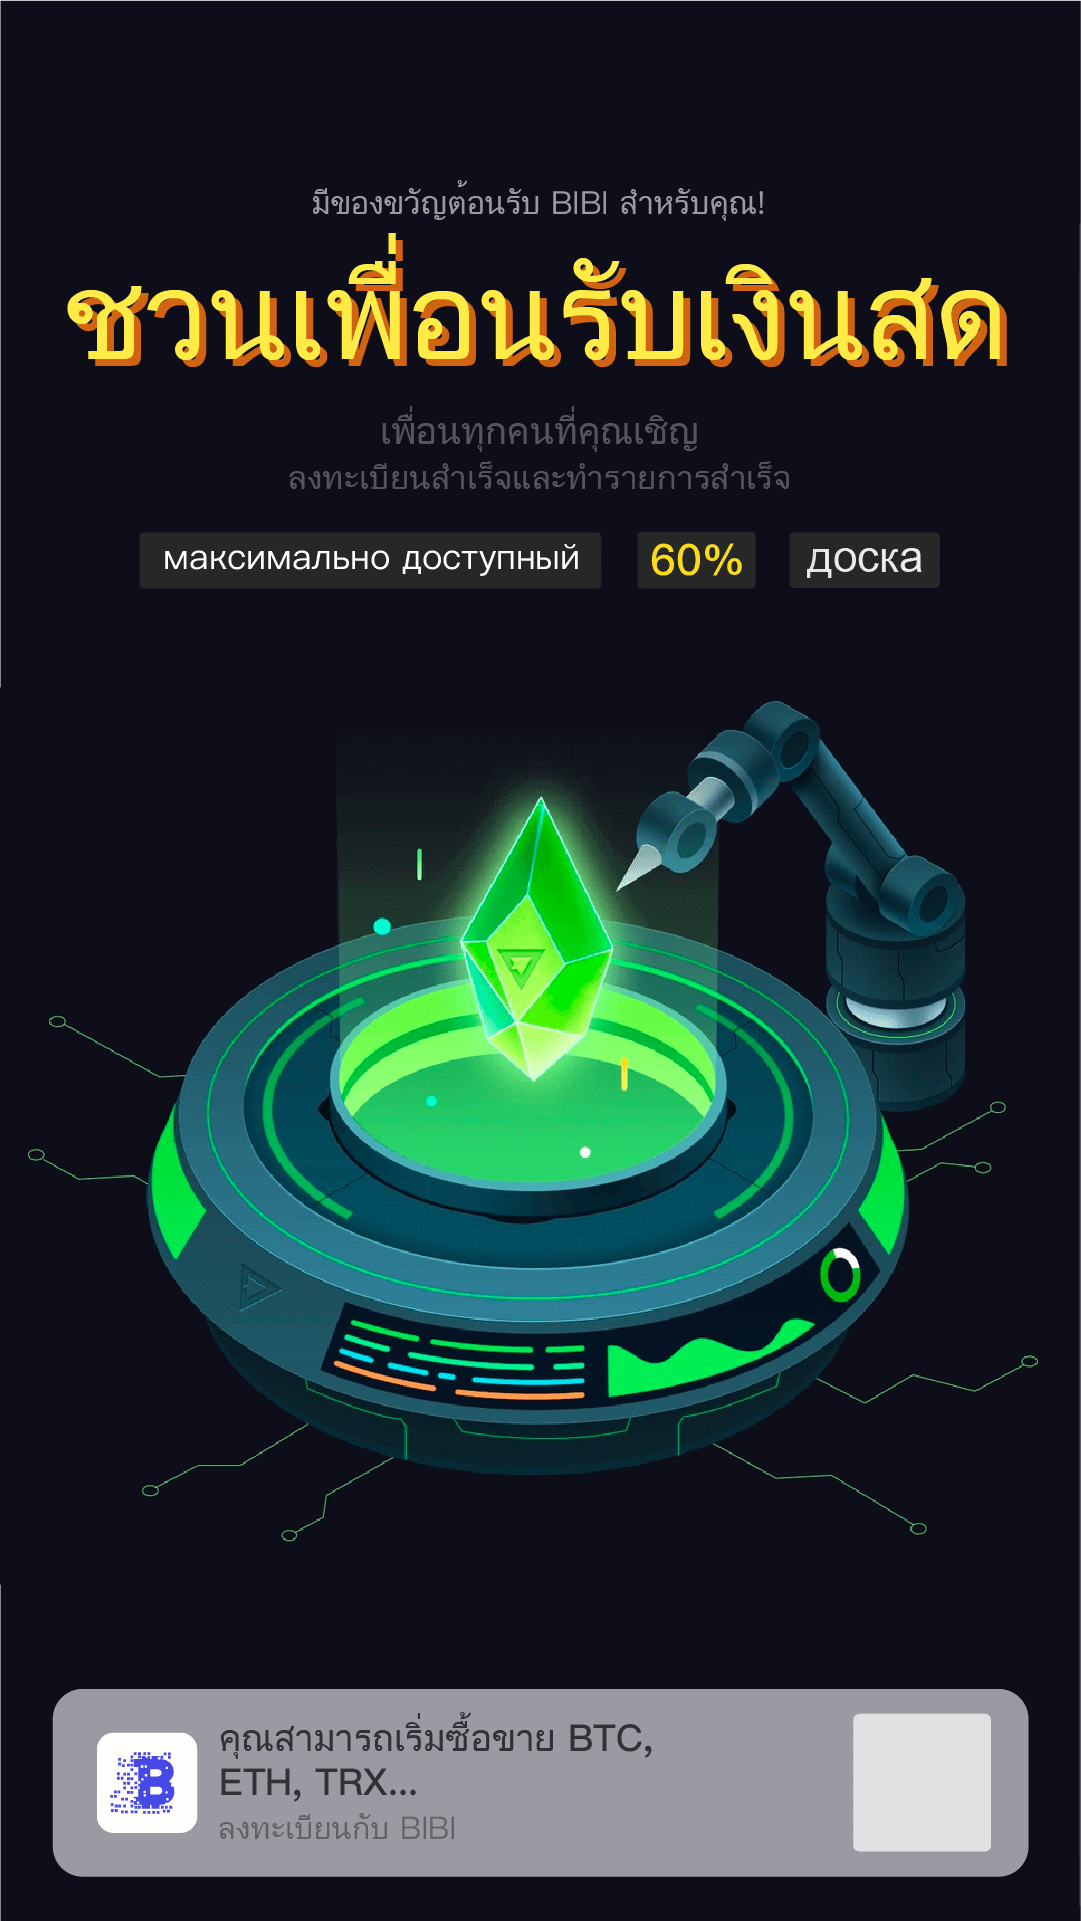 มีของขวัญต้อนรับ BIBI สำหรับคุณ!
ชวนเพื่อนรับเงินสด
เพื่อนทุกคนที่คุณเชิญ
ลงทะเบียนสำเร็จและทำรายการสำเร็จ
максимально доступный 60% доска
คุณสามารถเริ่มซื้อขาย BTC,
ETH, TRX...
ลงทะเบียนกับ BIBI